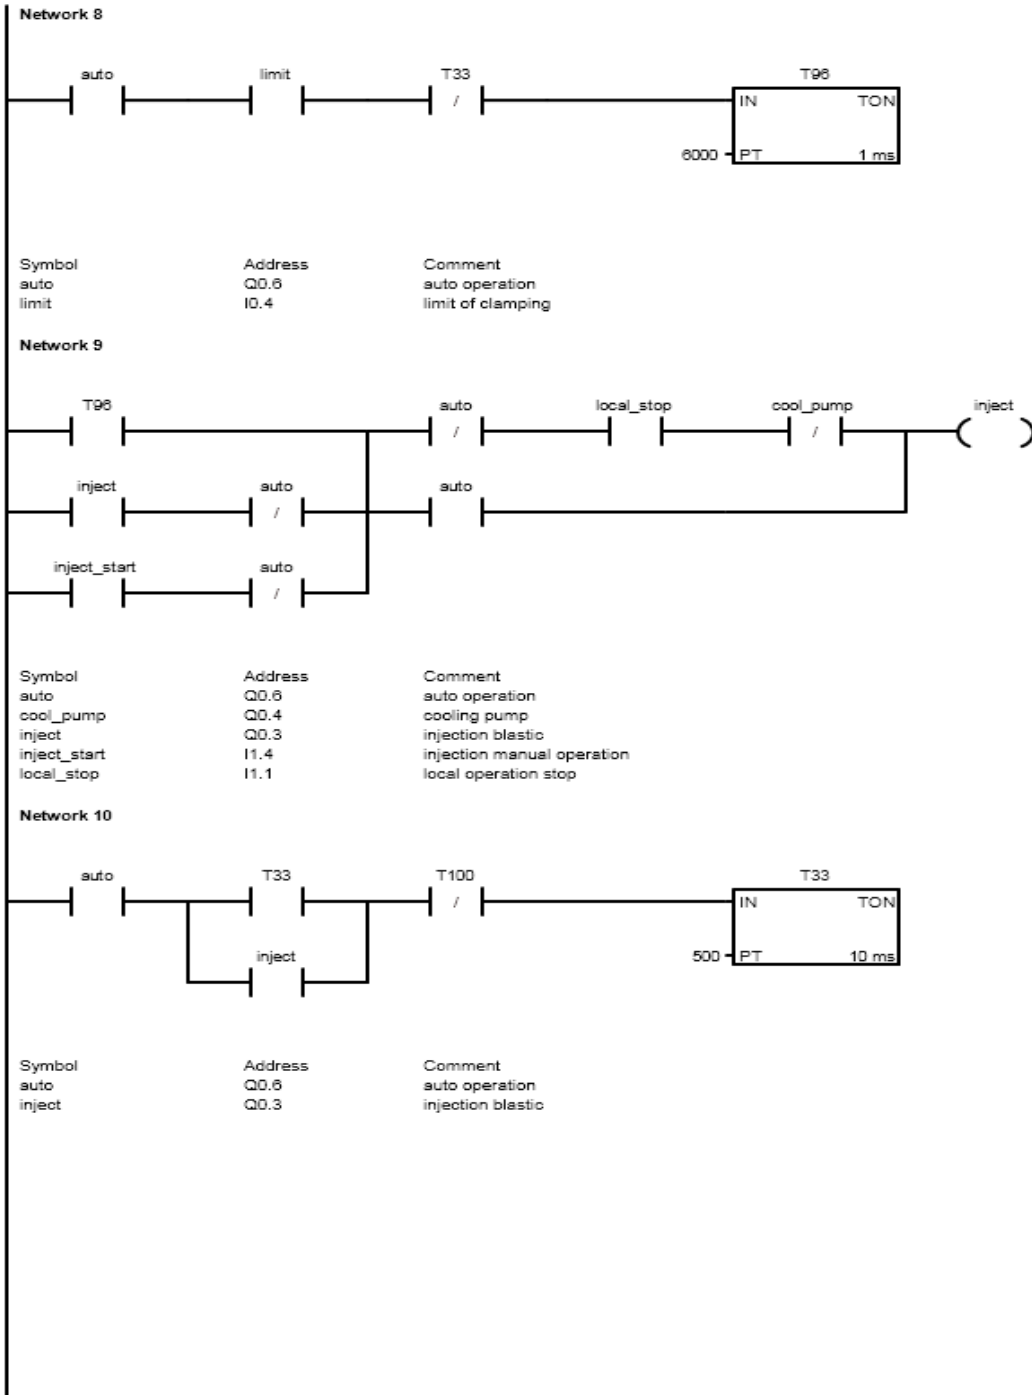 Network 8
auto limit T33 T96
/ IN TON
6000 PT 1 ms
Symbol Address Comment
auto Q0.6 auto operation
limit I0.4 limit of clamping
Network 9
T96 auto local_stop cool_pump inject
/ /
inject auto auto
/
inject_start auto
/
Symbol Address Comment
auto Q0.6 auto operation
cool_pump Q0.4 cooling pump
inject Q0.3 injection blastic
inject_start I1.4 injection manual operation
local_stop I1.1 local operation stop
Network 10
auto T33 T100 T33
/ IN TON
inject
500 PT 10 ms
Symbol Address Comment
auto Q0.6 auto operation
inject Q0.3 injection blastic